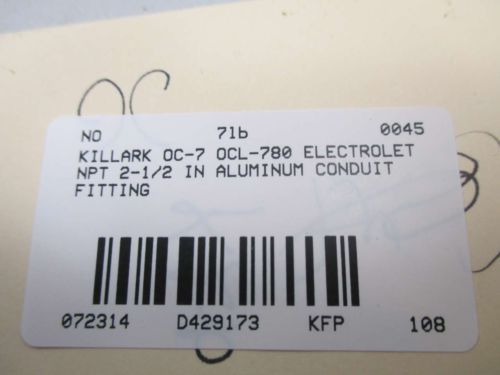 OC
NO 71b 0045
KILLARK OC-7 OCL-780 ELECTROLET
NPT 2-1/2 IN ALUMINUM CONDUIT
FITTING
072314 D429173 KFP 108